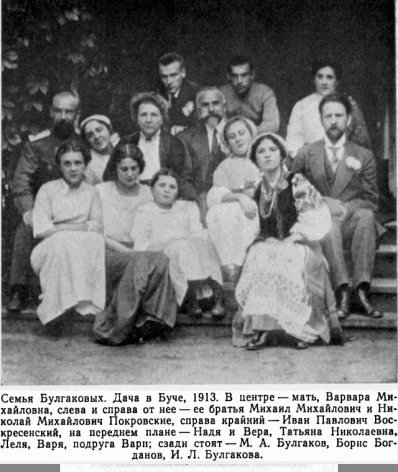 Семья Булгаковых. Дача в Буче, 1913. В центре — мать, Варвара Ми-
хайловна, слева и справа от нее — ее братья Михаил Михайлович и Ни-
колай Михайлович Покровские, справа крайний — Иван Павлович Вос-
кресенский, на переднем плане — Надя и Вера, Татьяна Николаевна,
Леля, Варя, подруга Вари; сзади стоят — М. А. Булгаков, Борис Бог-
данов, И. Л. Булгакова.